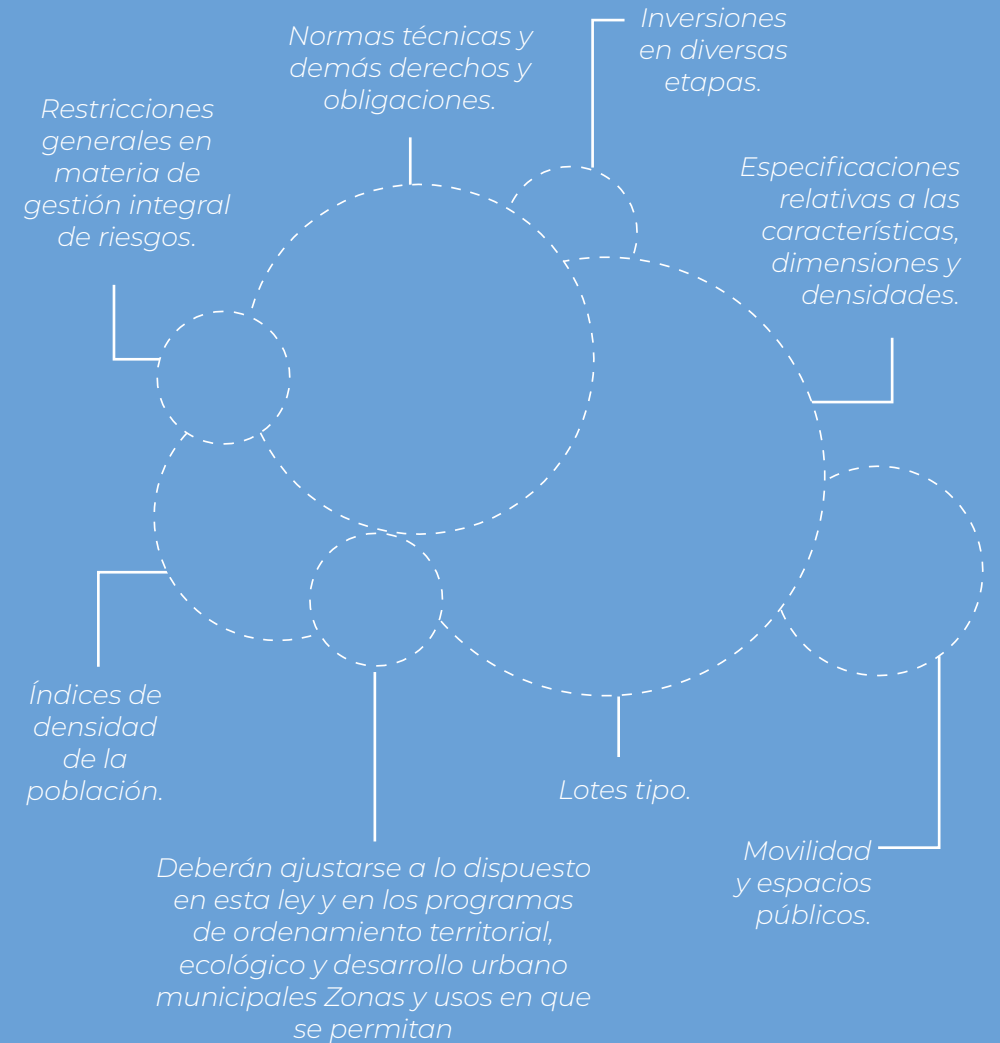 Normas técnicas y
demás derechos y
obligaciones.
Inversiones
en diversas
etapas.
Restricciones
generales en
materia de
gestión integral
de riesgos.
Especificaciones
relativas a las
características,
dimensiones y
densidades.
Índices de
densidad
de la
población.
Lotes tipo.
Deberán ajustarse a lo dispuesto
en esta ley y en los programas
de ordenamiento territorial,
ecológico y desarrollo urbano
municipales Zonas y usos en que
se permitan
Movilidad
y espacios
públicos.